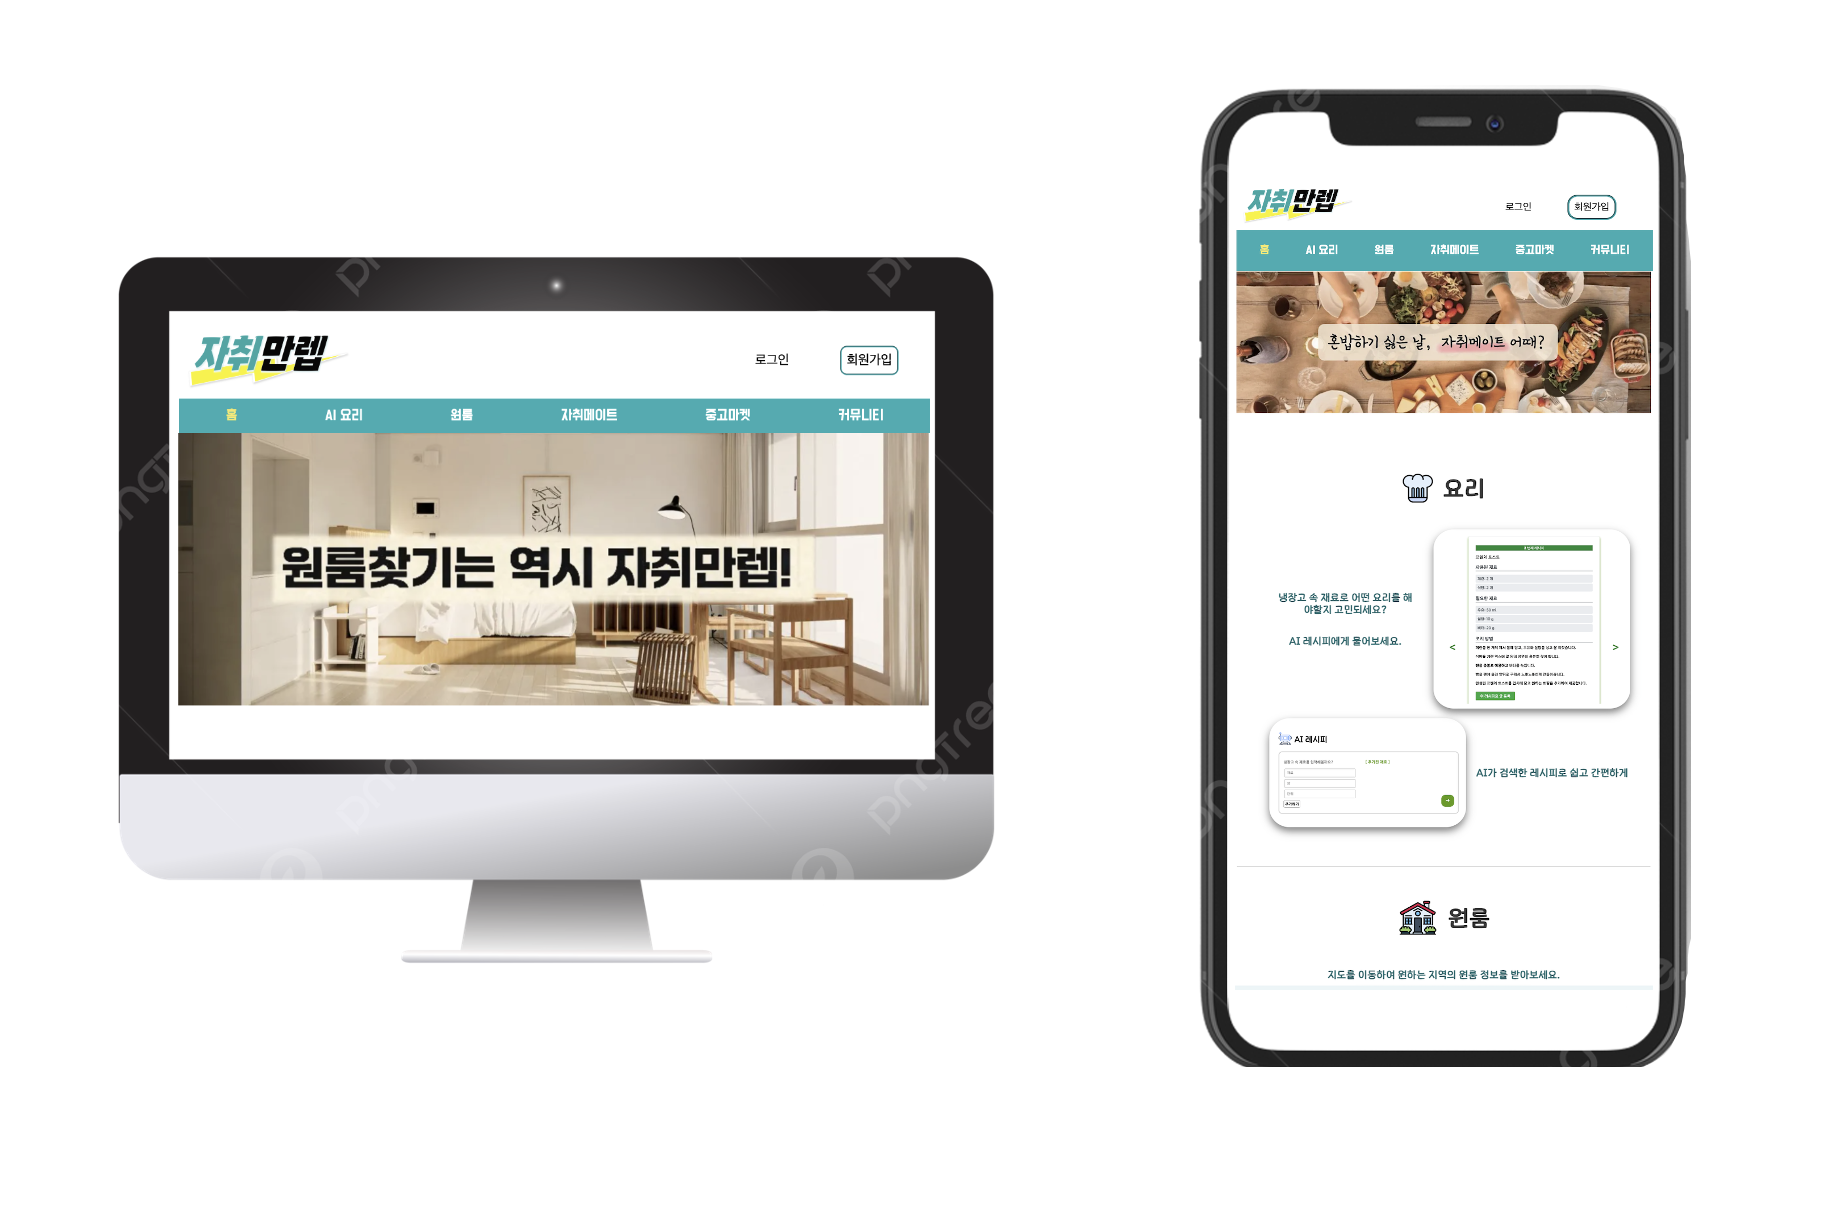 자취만렙
로그인
회원가입
홈
AI 요리
원룸
자취메이트
중고마켓
커뮤니티
원룸찾기는 역시 자취만렙!
자취만렙
로그인
회원가입
홈
AI 요리
원룸
자취메이트
중고마켓
커뮤니티
혼밥하기 싫은 날, 자취메이트 어때?
요리
냉장고 속 재료로 어떤 요리를 해
야할지 고민되세요?
AI 레시피에게 물어보세요.
<
>
AI 레시피
추가하기
AI가 검색한 레시피로 쉽고 간편하게
원룸
지도를 이동하여 원하는 지역의 원룸 정보를 받아보세요.
pngtree